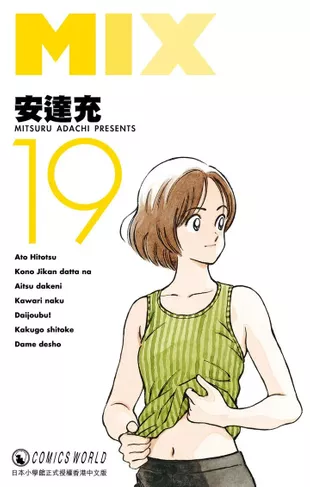 MIX
安達充
MITSURU ADACHI PRESENTS
19
Ato Hitotsu
Kono Jikan datta na
Aitsu dakeni
Kawari naku
Daijoubu!
Kakugo shitoke
Dame desho
COMICS WORLD
日本小學館正式授權香港中文版